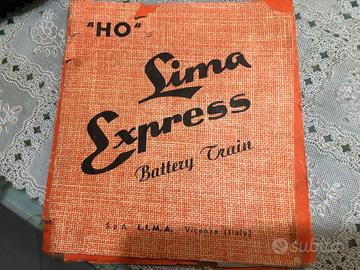 "HO"
Lima
Express
Battery Train
S.p.A. L.I.M.A. Vicenza (Italy)
subito